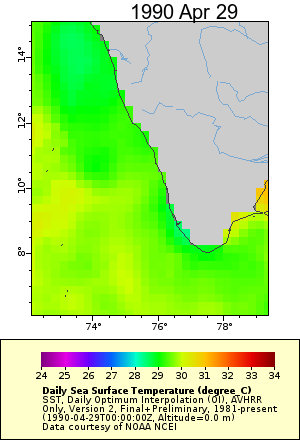 1990 Apr 29
14°
12°
10°
8°
74°
76°
78°
24 25 26 27 28 29 30 31 32 33 34
Daily Sea Surface Temperature (degree_C)
SST, Daily Optimum Interpolation (OI), AVHRR
Only, Version 2, Final+Preliminary, 1981-present
(1990-04-29T00:00:00Z, Altitude=0.0 m)
Data courtesy of NOAA NCEI